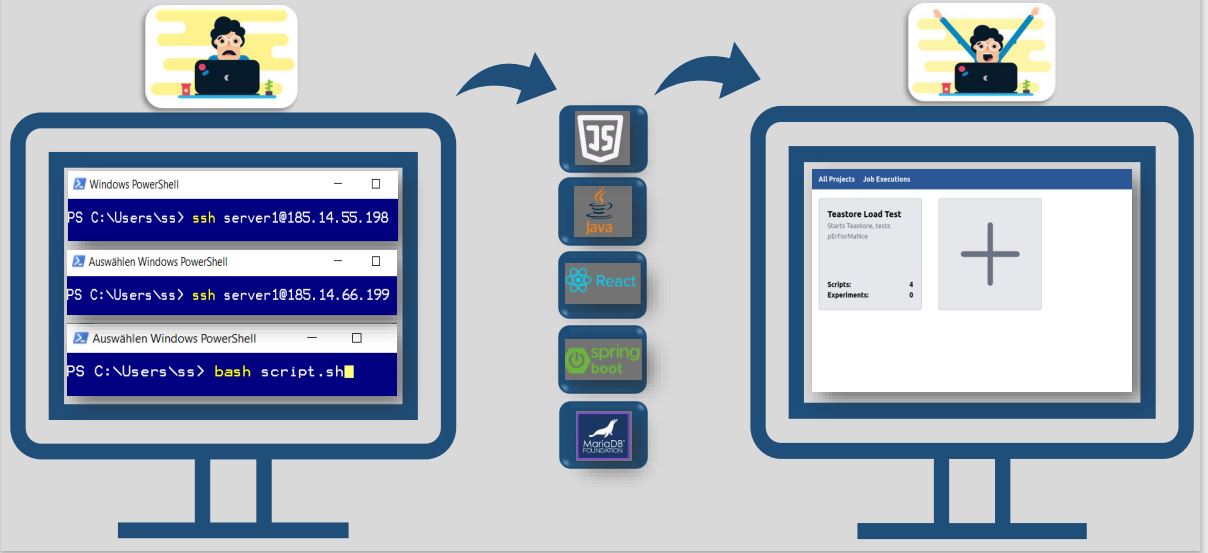 Windows PowerShell
PS C:\Users\ss> ssh server1@185.14.55.198
Auswählen Windows PowerShell
PS C:\Users\ss> ssh server1@185.14.66.199
Auswählen Windows PowerShell
PS C:\Users\ss> bash script.sh
JS
Java
React
spring
boot
MariaDB
FOUNDATION
All Projects Job Executions
Teastore Load Test
Starts Teastore, tests
pErForMaNce
Scripts: 4
Experiments: 0